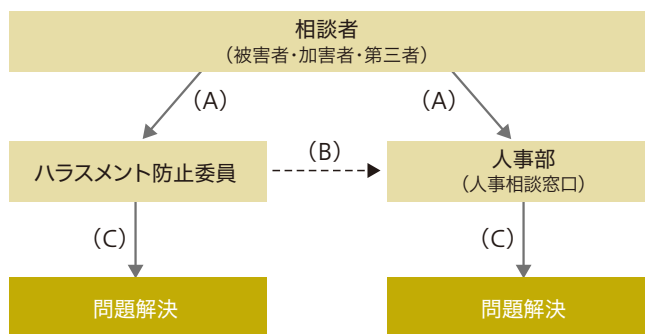 相談者
(被害者・加害者・第三者)
(A)
(A)
ハラスメント防止委員
(B)
人事部
(人事相談窓口)
(C)
(C)
問題解決
問題解決